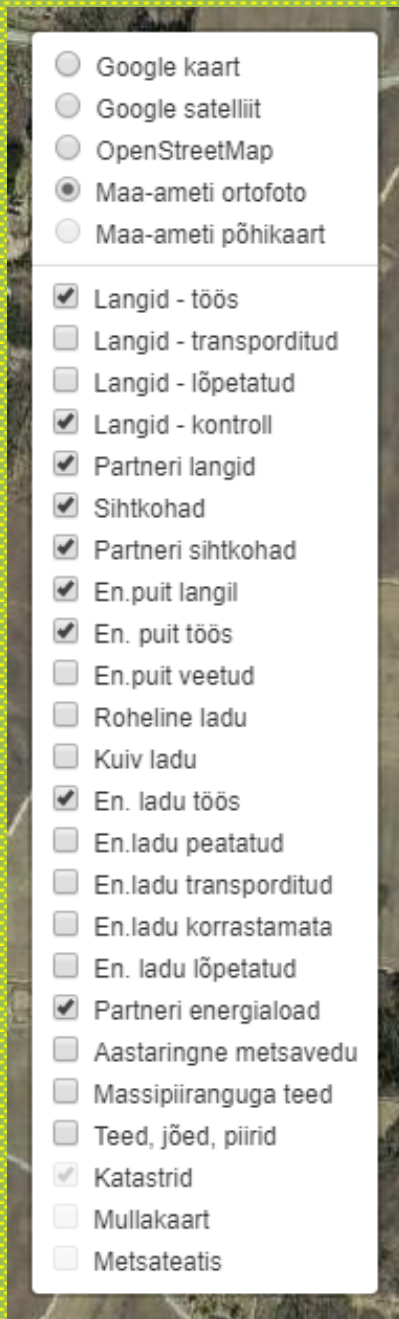 Google kaart
Google satelliit
OpenStreetMap
Maa-ameti ortofoto
Maa-ameti põhikaart
Langid - töös
Langid - transporditud
Langid - lõpetatud
Langid - kontroll
Partneri langid
Sihtkohad
Partneri sihtkohad
En.puit langil
En. puit töös
En.puit veetud
Roheline ladu
Kuiv ladu
En. ladu töös
En.ladu peatatud
En.ladu transporditud
En.ladu korrastamata
En. ladu lõpetatud
Partneri energiaload
Aastaringne metsavedu
Massipiiranguga teed
Teed, jõed, piirid
Katastrid
Mullakaart
Metsateatis